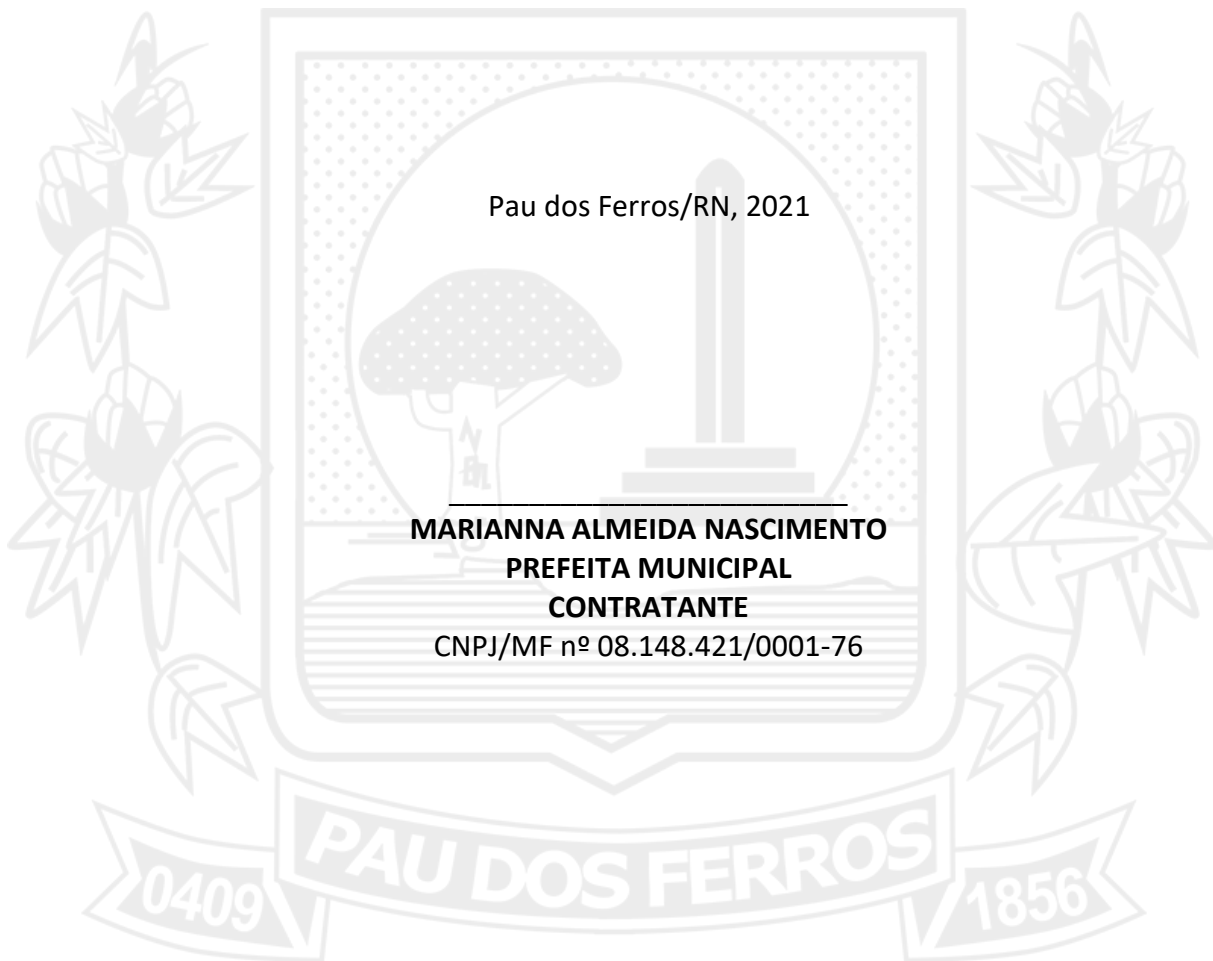 Pau dos Ferros/RN, 2021
MARIANNA ALMEIDA NASCIMENTO
PREFEITA MUNICIPAL
CONTRATANTE
CNPJ/MF nº 08.148.421/0001-76
PAU DOS FERROS
0409
1856